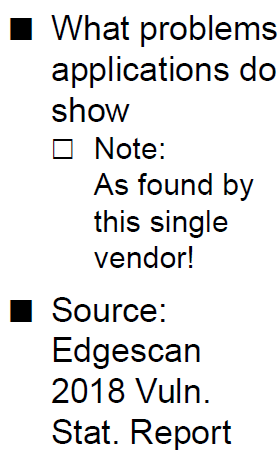 ■ What problems
applications do
show
□ Note:
As found by
this single
vendor!
■ Source:
Edgescan
2018 Vuln.
Stat. Report